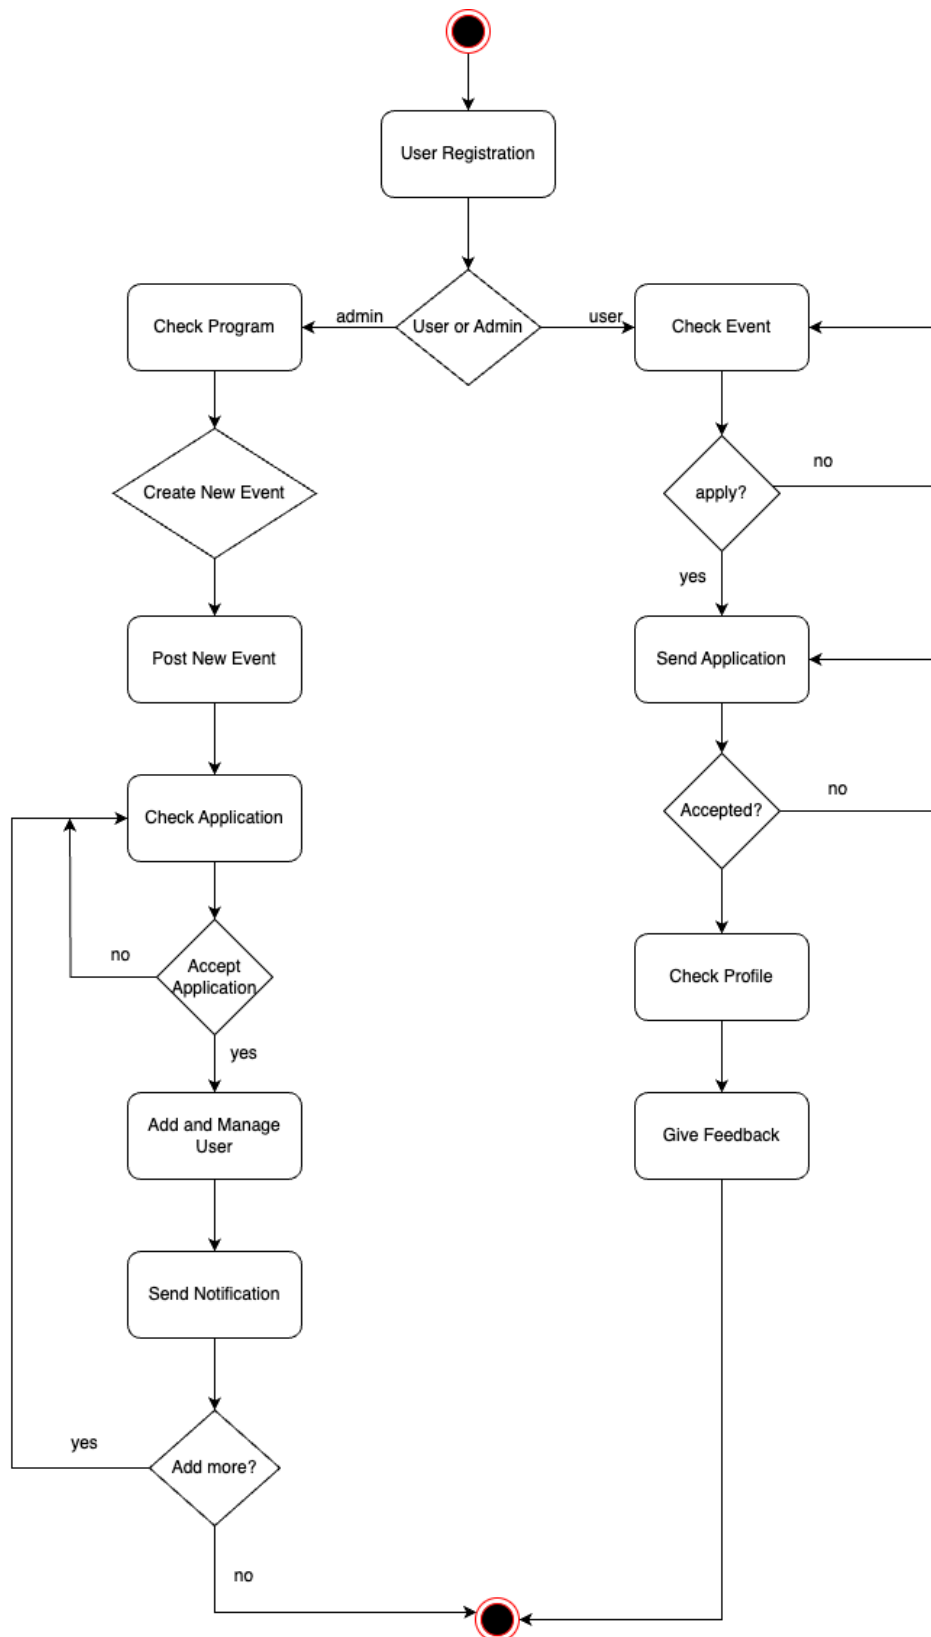 User Registration
Check Program
admin
User or Admin
user
Check Event
Create New Event
apply?
no
yes
Post New Event
Send Application
Check Application
Accepted?
no
no
Accept
Application
Check Profile
yes
Add and Manage
User
Give Feedback
Send Notification
yes
Add more?
no